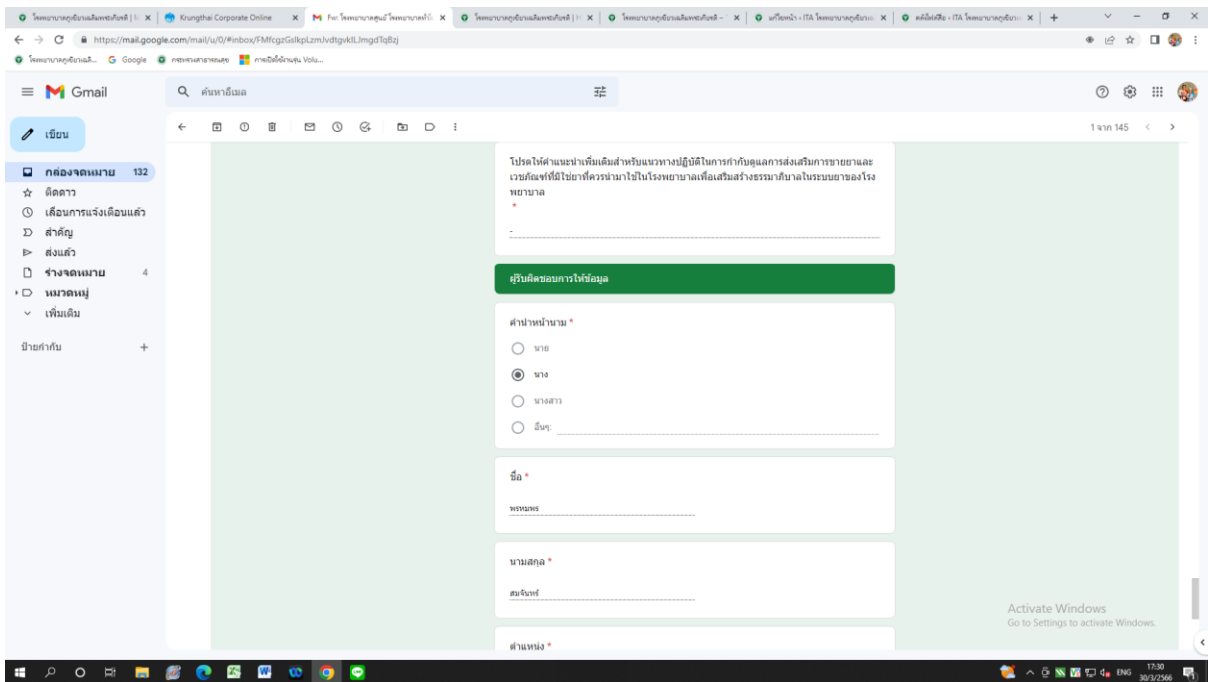 Krungthai Corporate Online
https://mail.google.com/mail/u/0/#inbox/FMfcgzGslkpLzmJvdtgvklLJmgdTqBzj
Google
กระทรวงสาธารณสุข
Gmail
ค้นหาอีเมล
เขียน
1 จาก 145
กล่องจดหมาย 132
ติดดาว
เลื่อนการแจ้งเตือนแล้ว
สำคัญ
ส่งแล้ว
ร่างจดหมาย 4
หมวดหมู่
เพิ่มเติม
ป้ายกำกับ
โปรดให้คำแนะนำเพิ่มเติมสำหรับแนวทางปฏิบัติในการกำกับดูแลการส่งเสริมการขายยาและ
เวชภัณฑ์ที่มิใช่ยาที่ควรนำมาใช้ในโรงพยาบาลเพื่อเสริมสร้างธรรมาภิบาลในระบบยาของโรง
พยาบาล
*
-
ผู้รับผิดชอบการให้ข้อมูล
คำนำหน้านาม *
นาย
นาง
นางสาว
อื่นๆ:
ชื่อ *
พรหมพร
นามสกุล *
สมจันทร์
ตำแหน่ง *
Activate Windows
Go to Settings to activate Windows.
ENG
17:30
30/3/2566